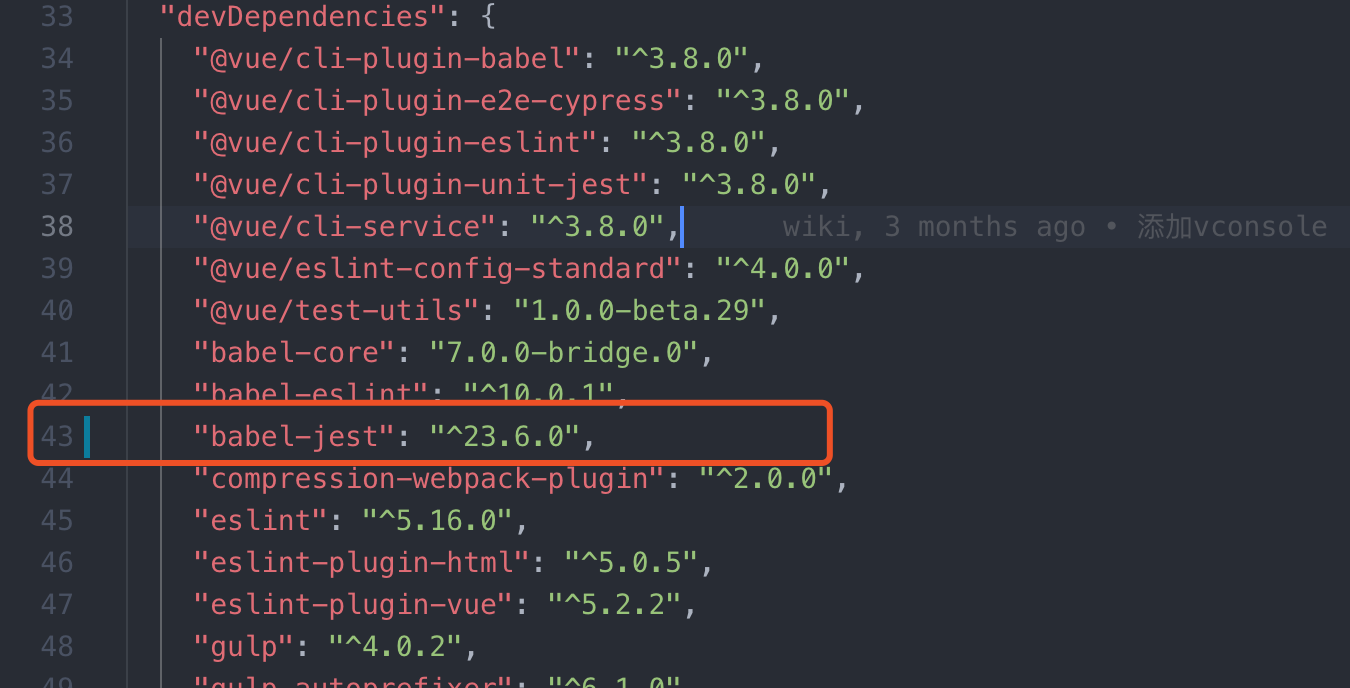 33 "devDependencies": {
34 "@vue/cli-plugin-babel": "^3.8.0",
35 "@vue/cli-plugin-e2e-cypress": "^3.8.0",
36 "@vue/cli-plugin-eslint": "^3.8.0",
37 "@vue/cli-plugin-unit-jest": "^3.8.0",
38 "@vue/cli-service": "^3.8.0", wiki, 3 months ago • 添加vconsole
39 "@vue/eslint-config-standard": "^4.0.0",
40 "@vue/test-utils": "1.0.0-beta.29",
41 "babel-core": "7.0.0-bridge.0",
42 "babel-eslint": "^10.0.1",
43 "babel-jest": "^23.6.0",
44 "compression-webpack-plugin": "^2.0.0",
45 "eslint": "^5.16.0",
46 "eslint-plugin-html": "^5.0.5",
47 "eslint-plugin-vue": "^5.2.2",
48 "gulp": "^4.0.2",
49 "gulp-autoprefixer": "^6.1.0"